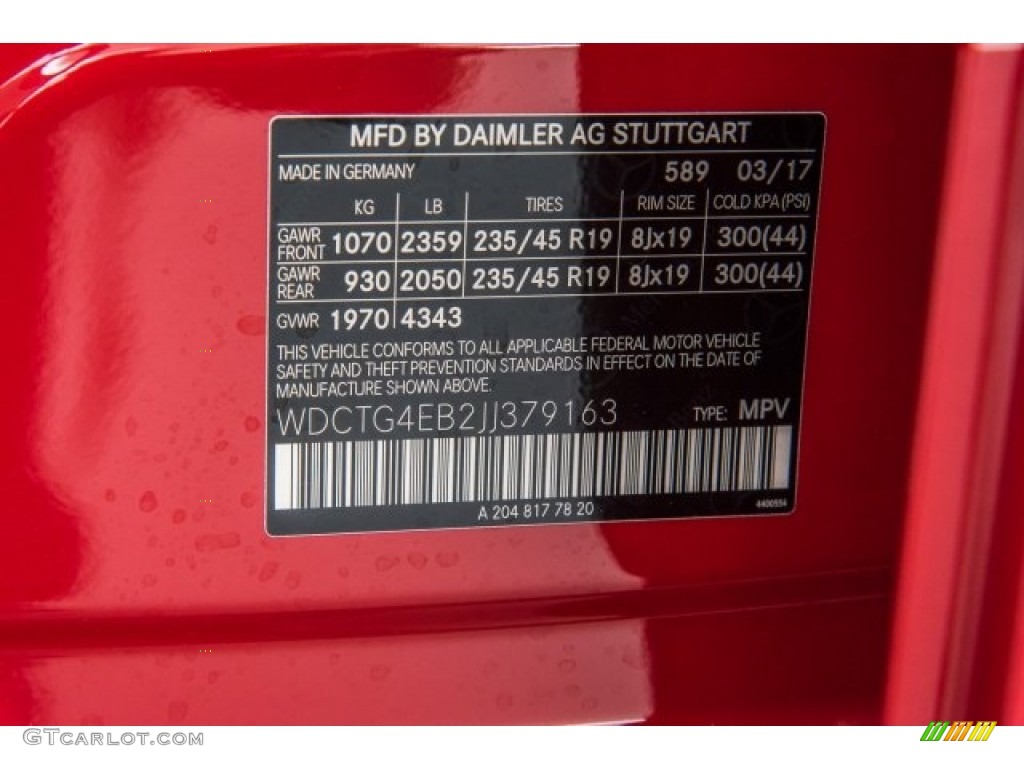 MFD BY DAIMLER AG STUTTGART
MADE IN GERMANY 589 03/17
KG LB TIRES RIM SIZE COLD KPA (PSI)
GAWR FRONT 1070 2359 235/45 R19 8Jx19 300(44)
GAWR REAR 930 2050 235/45 R19 8Jx19 300(44)
GVWR 1970 4343
THIS VEHICLE CONFORMS TO ALL APPLICABLE FEDERAL MOTOR VEHICLE
SAFETY AND THEFT PREVENTION STANDARDS IN EFFECT ON THE DATE OF
MANUFACTURE SHOWN ABOVE.
WDCTG4EB2JJ379163 TYPE: MPV
A 204 817 78 20 4400554
GTCARLOT.COM